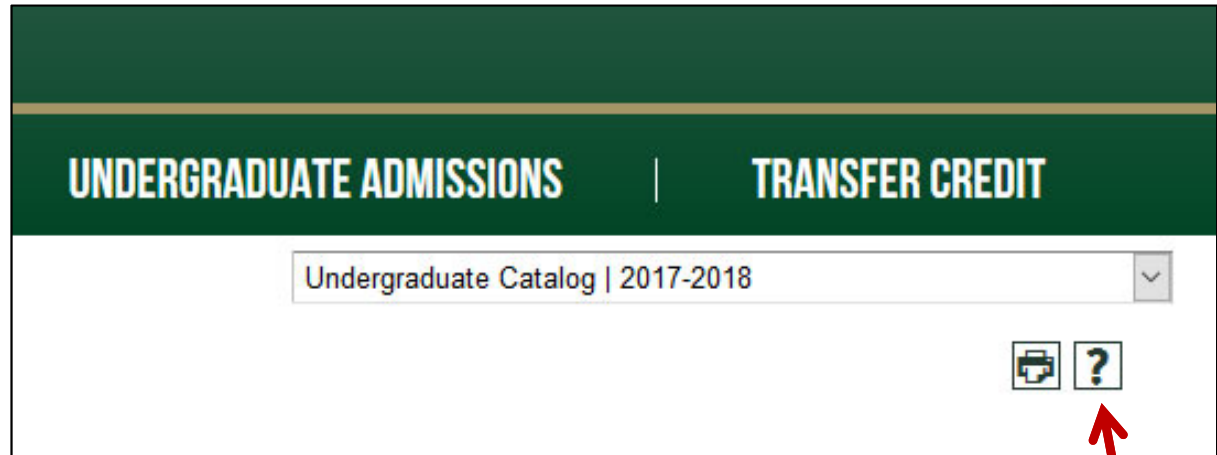 UNDERGRADUATE ADMISSIONS | TRANSFER CREDIT
Undergraduate Catalog | 2017-2018
?